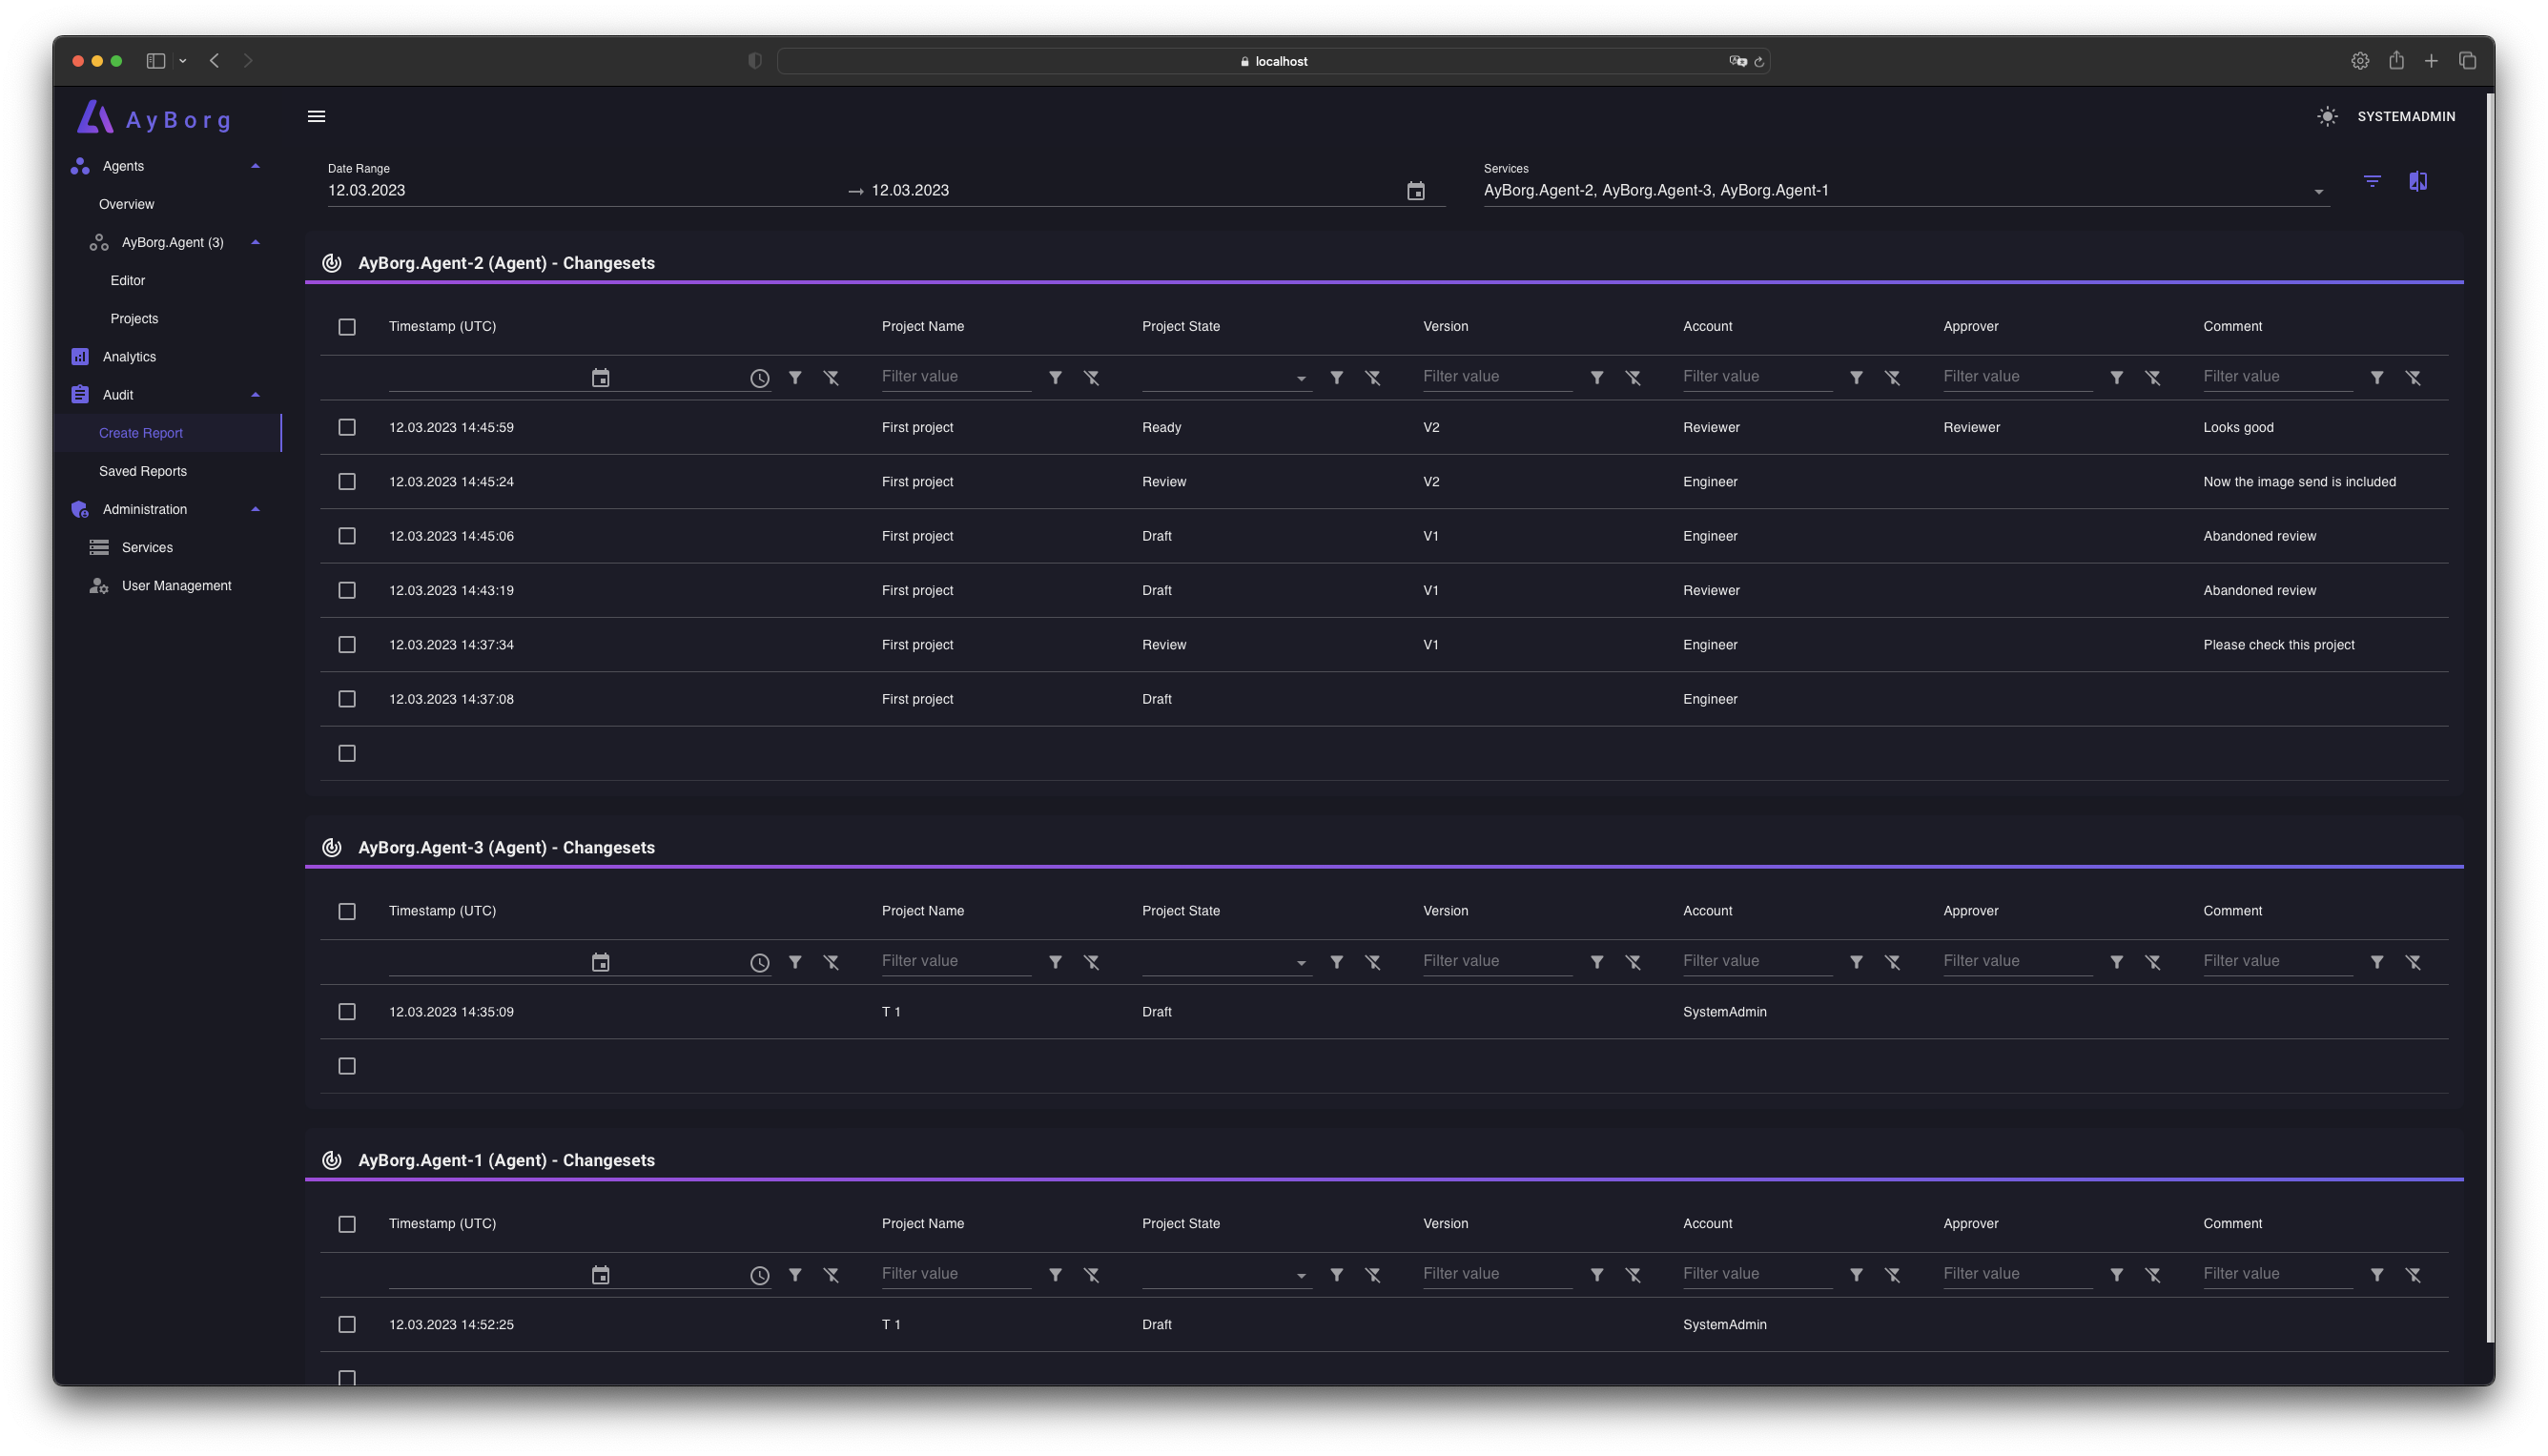 localhost
AyBorg
SYSTEMADMIN
Agents
Overview
AyBorg.Agent (3)
Editor
Projects
Analytics
Audit
Create Report
Saved Reports
Administration
Services
User Management
Date Range
12.03.2023 → 12.03.2023
Services
AyBorg.Agent-2, AyBorg.Agent-3, AyBorg.Agent-1
AyBorg.Agent-2 (Agent) - Changesets
Timestamp (UTC) Project Name Project State Version Account Approver Comment
Filter value Filter value Filter value Filter value Filter value
12.03.2023 14:45:59 First project Ready V2 Reviewer Reviewer Looks good
12.03.2023 14:45:24 First project Review V2 Engineer Now the image send is included
12.03.2023 14:45:06 First project Draft V1 Engineer Abandoned review
12.03.2023 14:43:19 First project Draft V1 Reviewer Abandoned review
12.03.2023 14:37:34 First project Review V1 Engineer Please check this project
12.03.2023 14:37:08 First project Draft Engineer
AyBorg.Agent-3 (Agent) - Changesets
Timestamp (UTC) Project Name Project State Version Account Approver Comment
Filter value Filter value Filter value Filter value Filter value
12.03.2023 14:35:09 T 1 Draft SystemAdmin
AyBorg.Agent-1 (Agent) - Changesets
Timestamp (UTC) Project Name Project State Version Account Approver Comment
Filter value Filter value Filter value Filter value Filter value
12.03.2023 14:52:25 T 1 Draft SystemAdmin